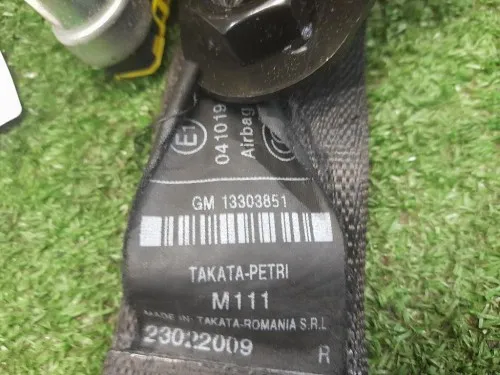 E1
041019
Airbag
GM 13303851
TAKATA-PETRI
M111
MADE IN TAKATA-ROMANIA S.R.L
23022009 R